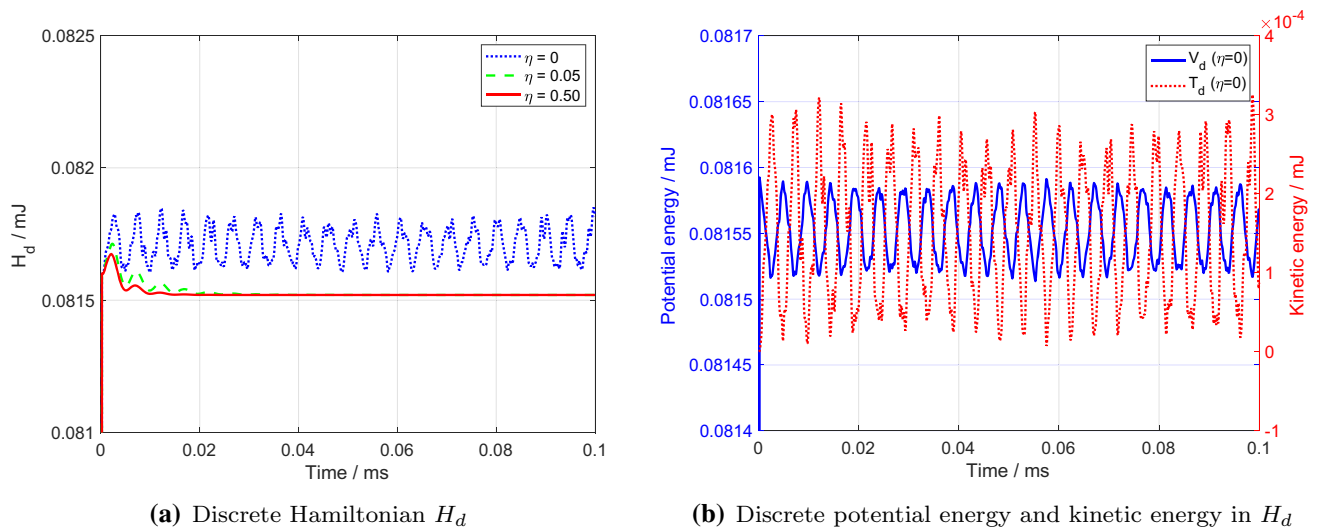 0.0825
0.082
0.0815
0.081
H_d / mJ
0
0.02
0.04
0.06
0.08
0.1
Time / ms
η = 0
η = 0.05
η = 0.50
(a) Discrete Hamiltonian H_d
0.0817
0.08165
0.0816
0.08155
0.0815
0.08145
0.0814
Potential energy / mJ
0
0.02
0.04
0.06
0.08
0.1
Time / ms
V_d (η=0)
T_d (η=0)
×10^-4
4
3
2
1
0
-1
Kinetic energy / mJ
(b) Discrete potential energy and kinetic energy in H_d